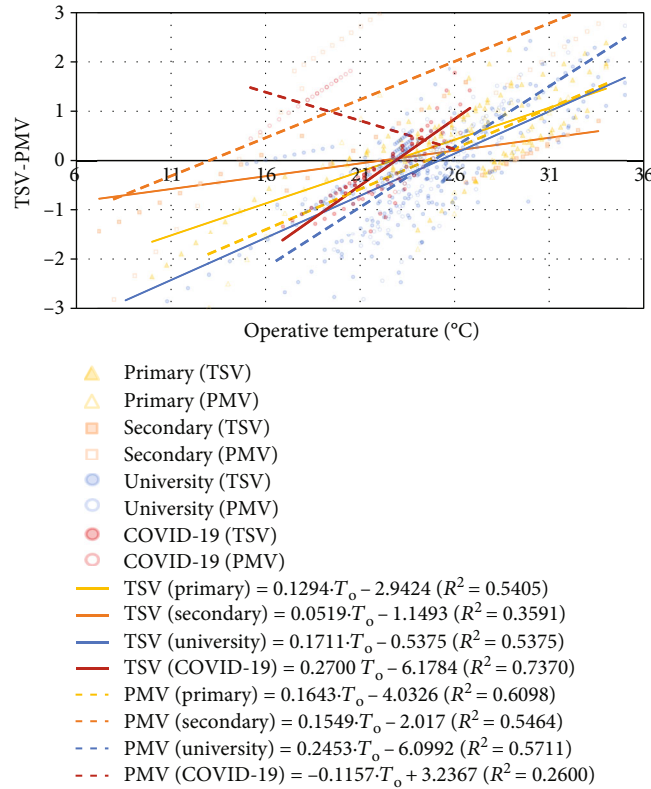 3
2
1
0
–1
–2
–3
6 11 16 21 26 31 36
TSV-PMV
Operative temperature (°C)
Primary (TSV)
Primary (PMV)
Secondary (TSV)
Secondary (PMV)
University (TSV)
University (PMV)
COVID-19 (TSV)
COVID-19 (PMV)
TSV (primary) = 0.1294·To – 2.9424 (R² = 0.5405)
TSV (secondary) = 0.0519·To – 1.1493 (R² = 0.3591)
TSV (university) = 0.1711·To – 0.5375 (R² = 0.5375)
TSV (COVID-19) = 0.2700 To – 6.1784 (R² = 0.7370)
PMV (primary) = 0.1643·To – 4.0326 (R² = 0.6098)
PMV (secondary) = 0.1549·To – 2.017 (R² = 0.5464)
PMV (university) = 0.2453·To – 6.0992 (R² = 0.5711)
PMV (COVID-19) = –0.1157·To + 3.2367 (R² = 0.2600)